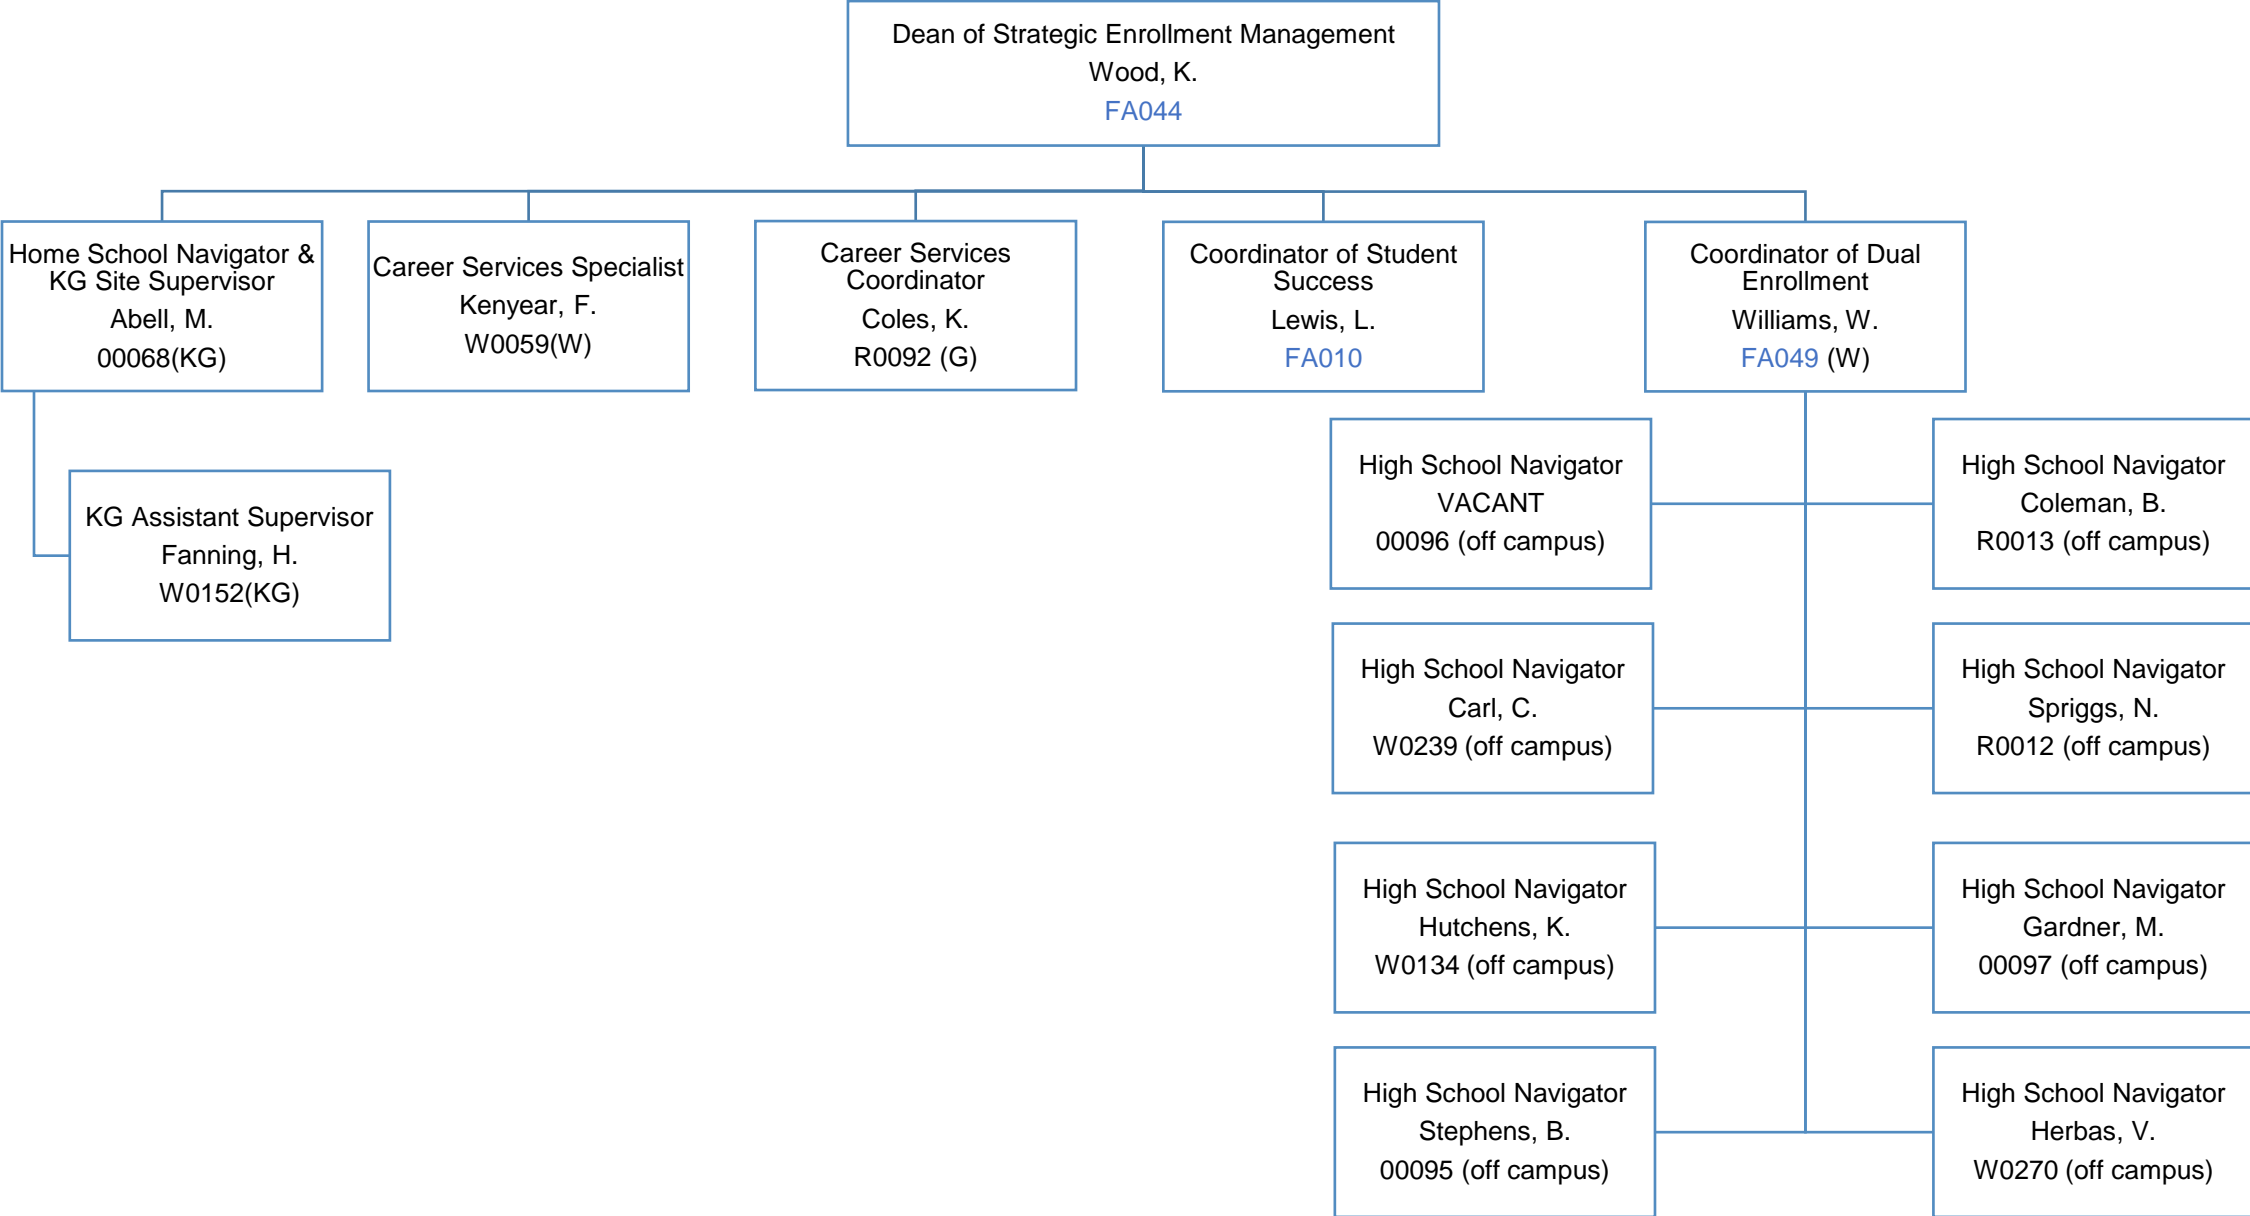 Dean of Strategic Enrollment Management
Wood, K.
FA044
Home School Navigator &
KG Site Supervisor
Abell, M.
00068(KG)
Career Services Specialist
Kenyear, F.
W0059(W)
Career Services
Coordinator
Coles, K.
R0092 (G)
Coordinator of Student
Success
Lewis, L.
FA010
Coordinator of Dual
Enrollment
Williams, W.
FA049 (W)
KG Assistant Supervisor
Fanning, H.
W0152(KG)
High School Navigator
VACANT
00096 (off campus)
High School Navigator
Coleman, B.
R0013 (off campus)
High School Navigator
Carl, C.
W0239 (off campus)
High School Navigator
Spriggs, N.
R0012 (off campus)
High School Navigator
Hutchens, K.
W0134 (off campus)
High School Navigator
Gardner, M.
00097 (off campus)
High School Navigator
Stephens, B.
00095 (off campus)
High School Navigator
Herbas, V.
W0270 (off campus)